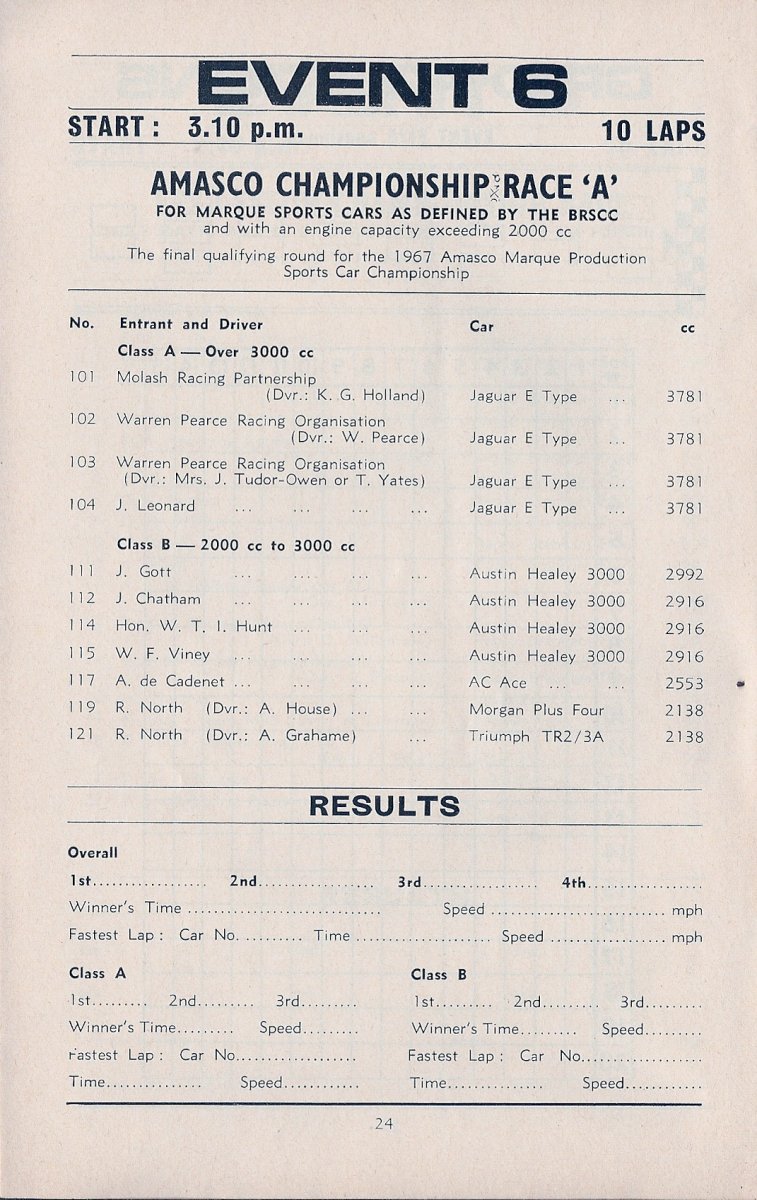 EVENT 6
START : 3.10 p.m. 10 LAPS
AMASCO CHAMPIONSHIP RACE ‘A’
FOR MARQUE SPORTS CARS AS DEFINED BY THE BRSCC
and with an engine capacity exceeding 2000 cc
The final qualifying round for the 1967 Amasco Marque Production
Sports Car Championship
No. Entrant and Driver Car cc
Class A — Over 3000 cc
101 Molash Racing Partnership
(Dvr.: K. G. Holland) Jaguar E Type ... 3781
102 Warren Pearce Racing Organisation
(Dvr.: W. Pearce) Jaguar E Type ... 3781
103 Warren Pearce Racing Organisation
(Dvr.: Mrs. J. Tudor-Owen or T. Yates) Jaguar E Type ... 3781
104 J. Leonard ... ... ... ... Jaguar E Type ... 3781
Class B — 2000 cc to 3000 cc
111 J. Gott ... .... ... ... Austin Healey 3000 2992
112 J. Chatham ... ... ... ... Austin Healey 3000 2916
114 Hon. W. T. I. Hunt ... ... ... Austin Healey 3000 2916
115 W. F. Viney ... ... ... ... Austin Healey 3000 2916
117 A. de Cadenet ... ... ... ... AC Ace ... ... 2553
119 R. North (Dvr.: A. House) ... ... Morgan Plus Four 2138
121 R. North (Dvr.: A. Grahame) ... Triumph TR2/3A 2138
RESULTS
Overall
1st.................. 2nd.................. 3rd.................. 4th..................
Winner's Time .............................. Speed ........................... mph
Fastest Lap : Car No. ......... Time ..................... Speed .................. mph
Class A Class B
1st......... 2nd......... 3rd......... 1st......... 2nd......... 3rd.........
Winner's Time......... Speed........... Winner's Time......... Speed...........
Fastest Lap : Car No................... Fastest Lap : Car No...................
Time............... Speed............ Time............... Speed............
24